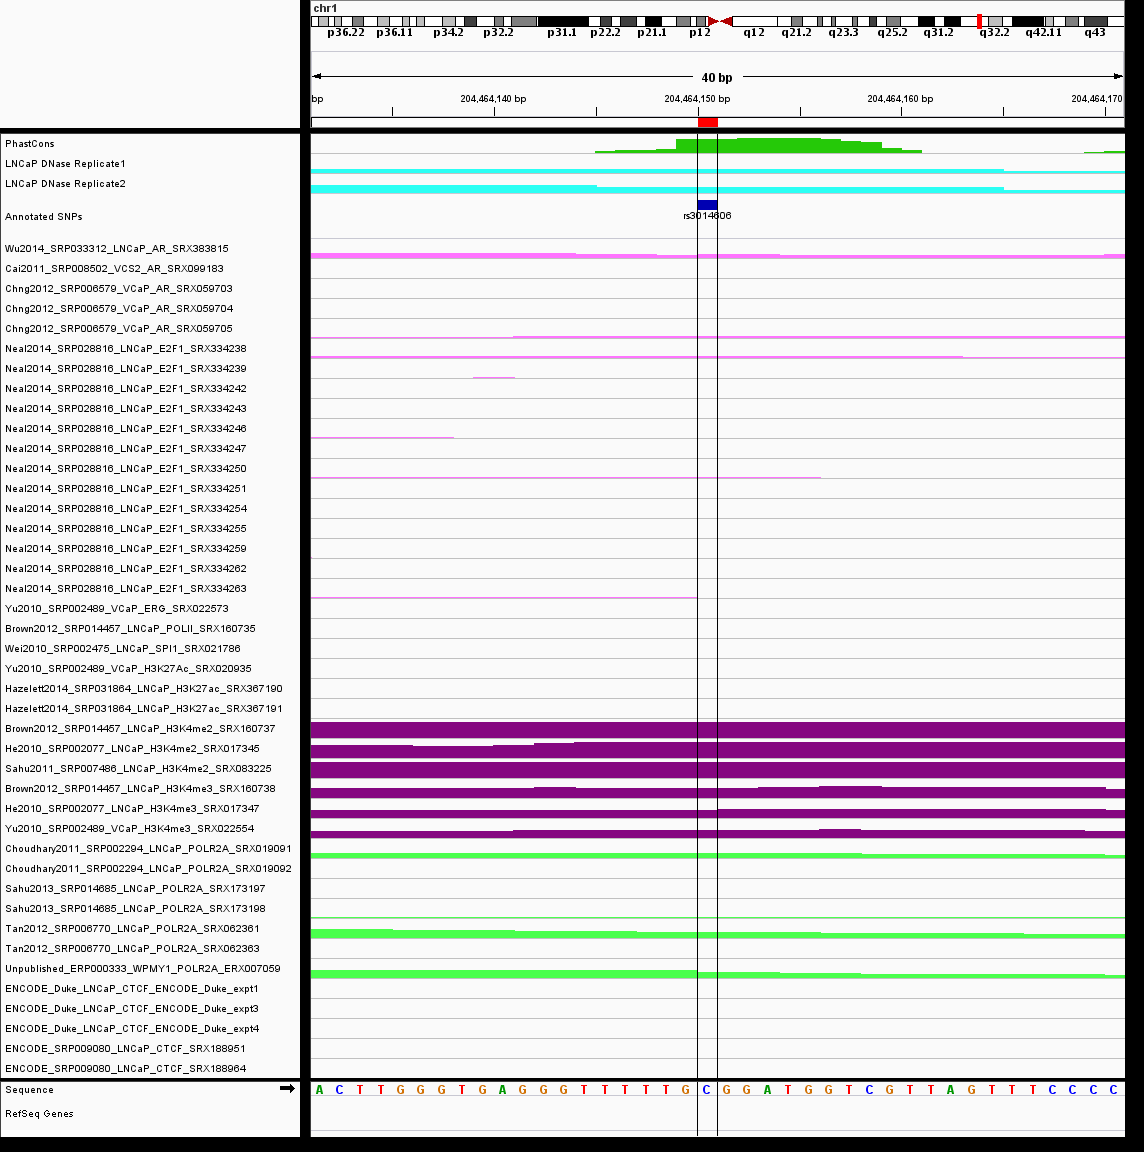 chr1
p36.22 p36.11 p34.2 p32.2 p31.1 p22.2 p21.1 p12 q12 q21.2 q23.3 q25.2 q31.2 q32.2 q42.11 q43
40 bp
bp 204,464,140 bp 204,464,150 bp 204,464,160 bp 204,464,170
PhastCons
LNCaP DNase Replicate1
LNCaP DNase Replicate2
Annotated SNPs
rs3014606
Wu2014_SRP033312_LNCaP_AR_SRX383815
Cai2011_SRP008502_VCS2_AR_SRX099183
Chng2012_SRP006579_VCaP_AR_SRX059703
Chng2012_SRP006579_VCaP_AR_SRX059704
Chng2012_SRP006579_VCaP_AR_SRX059705
Neal2014_SRP028816_LNCaP_E2F1_SRX334238
Neal2014_SRP028816_LNCaP_E2F1_SRX334239
Neal2014_SRP028816_LNCaP_E2F1_SRX334242
Neal2014_SRP028816_LNCaP_E2F1_SRX334243
Neal2014_SRP028816_LNCaP_E2F1_SRX334246
Neal2014_SRP028816_LNCaP_E2F1_SRX334247
Neal2014_SRP028816_LNCaP_E2F1_SRX334250
Neal2014_SRP028816_LNCaP_E2F1_SRX334251
Neal2014_SRP028816_LNCaP_E2F1_SRX334254
Neal2014_SRP028816_LNCaP_E2F1_SRX334255
Neal2014_SRP028816_LNCaP_E2F1_SRX334259
Neal2014_SRP028816_LNCaP_E2F1_SRX334262
Neal2014_SRP028816_LNCaP_E2F1_SRX334263
Yu2010_SRP002489_VCaP_ERG_SRX022573
Brown2012_SRP014457_LNCaP_POLII_SRX160735
Wei2010_SRP002475_LNCaP_SPI1_SRX021786
Yu2010_SRP002489_VCaP_H3K27Ac_SRX020935
Hazelett2014_SRP031864_LNCaP_H3K27ac_SRX367190
Hazelett2014_SRP031864_LNCaP_H3K27ac_SRX367191
Brown2012_SRP014457_LNCaP_H3K4me2_SRX160737
He2010_SRP002077_LNCaP_H3K4me2_SRX017345
Sahu2011_SRP007486_LNCaP_H3K4me2_SRX083225
Brown2012_SRP014457_LNCaP_H3K4me3_SRX160738
He2010_SRP002077_LNCaP_H3K4me3_SRX017347
Yu2010_SRP002489_VCaP_H3K4me3_SRX022554
Choudhary2011_SRP002294_LNCaP_POLR2A_SRX019091
Choudhary2011_SRP002294_LNCaP_POLR2A_SRX019092
Sahu2013_SRP014685_LNCaP_POLR2A_SRX173197
Sahu2013_SRP014685_LNCaP_POLR2A_SRX173198
Tan2012_SRP006770_LNCaP_POLR2A_SRX062361
Tan2012_SRP006770_LNCaP_POLR2A_SRX062363
Unpublished_ERP000333_WPMY1_POLR2A_ERX007059
ENCODE_Duke_LNCaP_CTCF_ENCODE_Duke_expt1
ENCODE_Duke_LNCaP_CTCF_ENCODE_Duke_expt3
ENCODE_Duke_LNCaP_CTCF_ENCODE_Duke_expt4
ENCODE_SRP009080_LNCaP_CTCF_SRX188951
ENCODE_SRP009080_LNCaP_CTCF_SRX188964
Sequence A C T T G G G T G A G G G T T T T T G C G G A T G G T C G T T A G T T T C C C C
RefSeq Genes